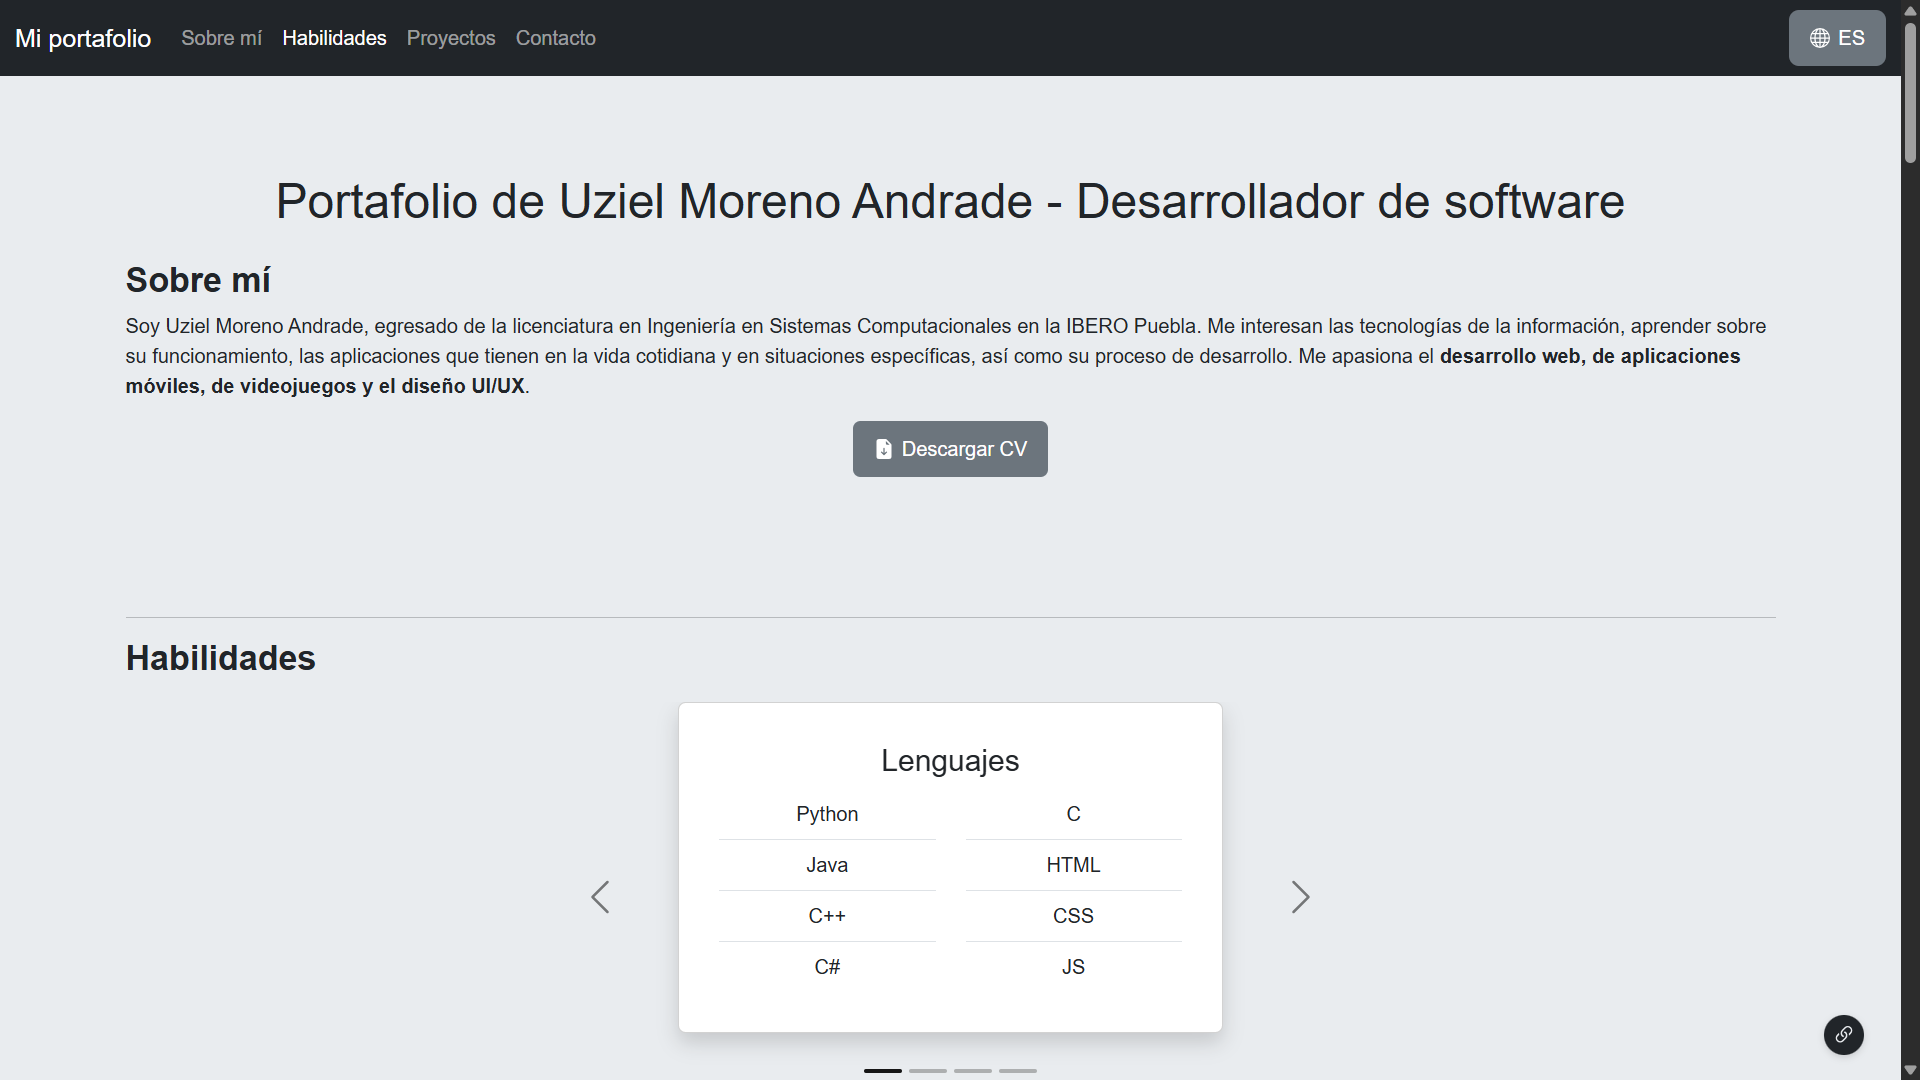 Mi portafolio Sobre mí Habilidades Proyectos Contacto ES
Portafolio de Uziel Moreno Andrade - Desarrollador de software
Sobre mí
Soy Uziel Moreno Andrade, egresado de la licenciatura en Ingeniería en Sistemas Computacionales en la IBERO Puebla. Me interesan las tecnologías de la información, aprender sobre
su funcionamiento, las aplicaciones que tienen en la vida cotidiana y en situaciones específicas, así como su proceso de desarrollo. Me apasiona el desarrollo web, de aplicaciones
móviles, de videojuegos y el diseño UI/UX.
Descargar CV
Habilidades
Lenguajes
Python C
Java HTML
C++ CSS
C# JS